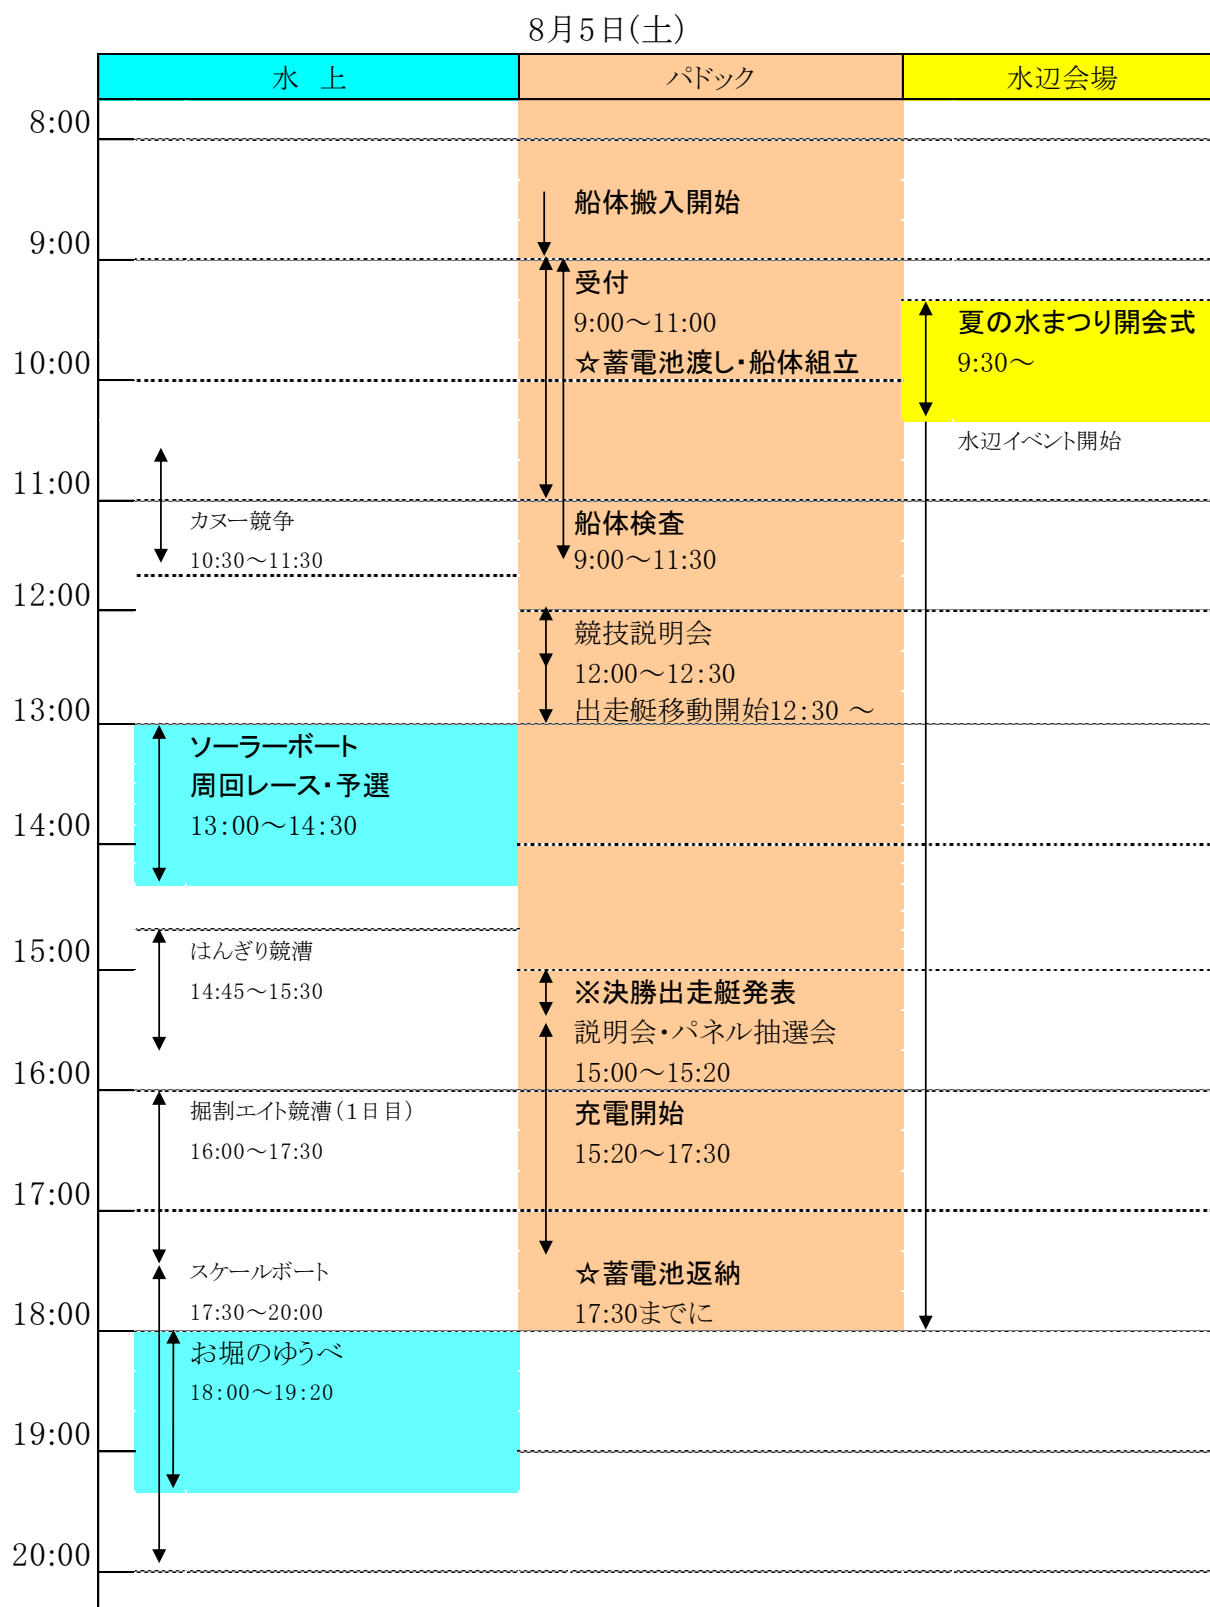 8月5日(土)
水　上
パドック
水辺会場
8:00
船体搬入開始
9:00
受付
9:00～11:00
☆蓄電池渡し・船体組立
夏の水まつり開会式
9:30～
10:00
水辺イベント開始
11:00
カヌー競争
10:30～11:30
船体検査
9:00～11:30
12:00
競技説明会
12:00～12:30
出走艇移動開始12:30 ～
13:00
ソーラーボート
周回レース・予選
13:00～14:30
14:00
はんぎり競漕
14:45～15:30
15:00
※決勝出走艇発表
説明会・パネル抽選会
15:00～15:20
16:00
掘割エイト競漕(1日目)
16:00～17:30
充電開始
15:20～17:30
17:00
スケールボート
17:30～20:00
☆蓄電池返納
17:30までに
18:00
お堀のゆうべ
18:00～19:20
19:00
20:00